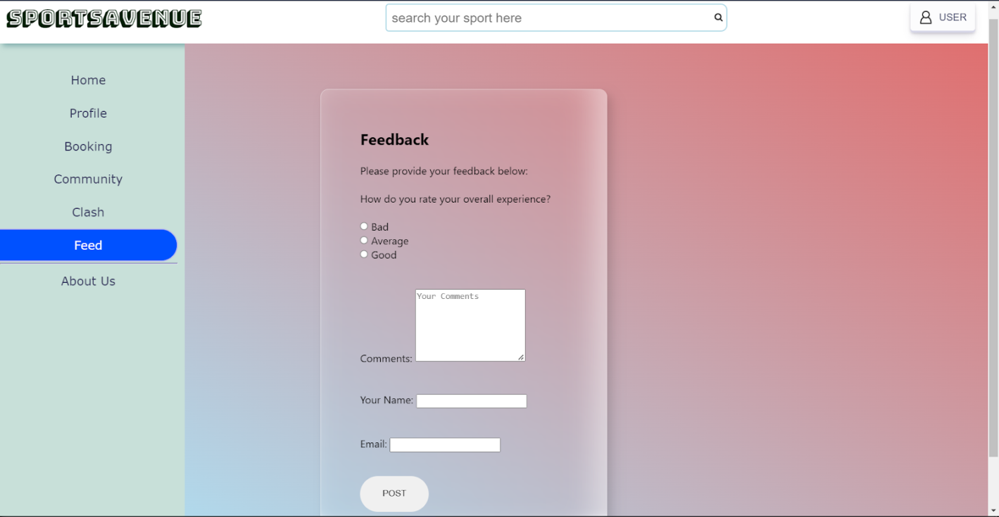 SPORTSAVENUE
search your sport here
USER
Home
Profile
Booking
Community
Clash
Feed
About Us
Feedback
Please provide your feedback below:
How do you rate your overall experience?
Bad
Average
Good
Your Comments
Comments:
Your Name:
Email:
POST